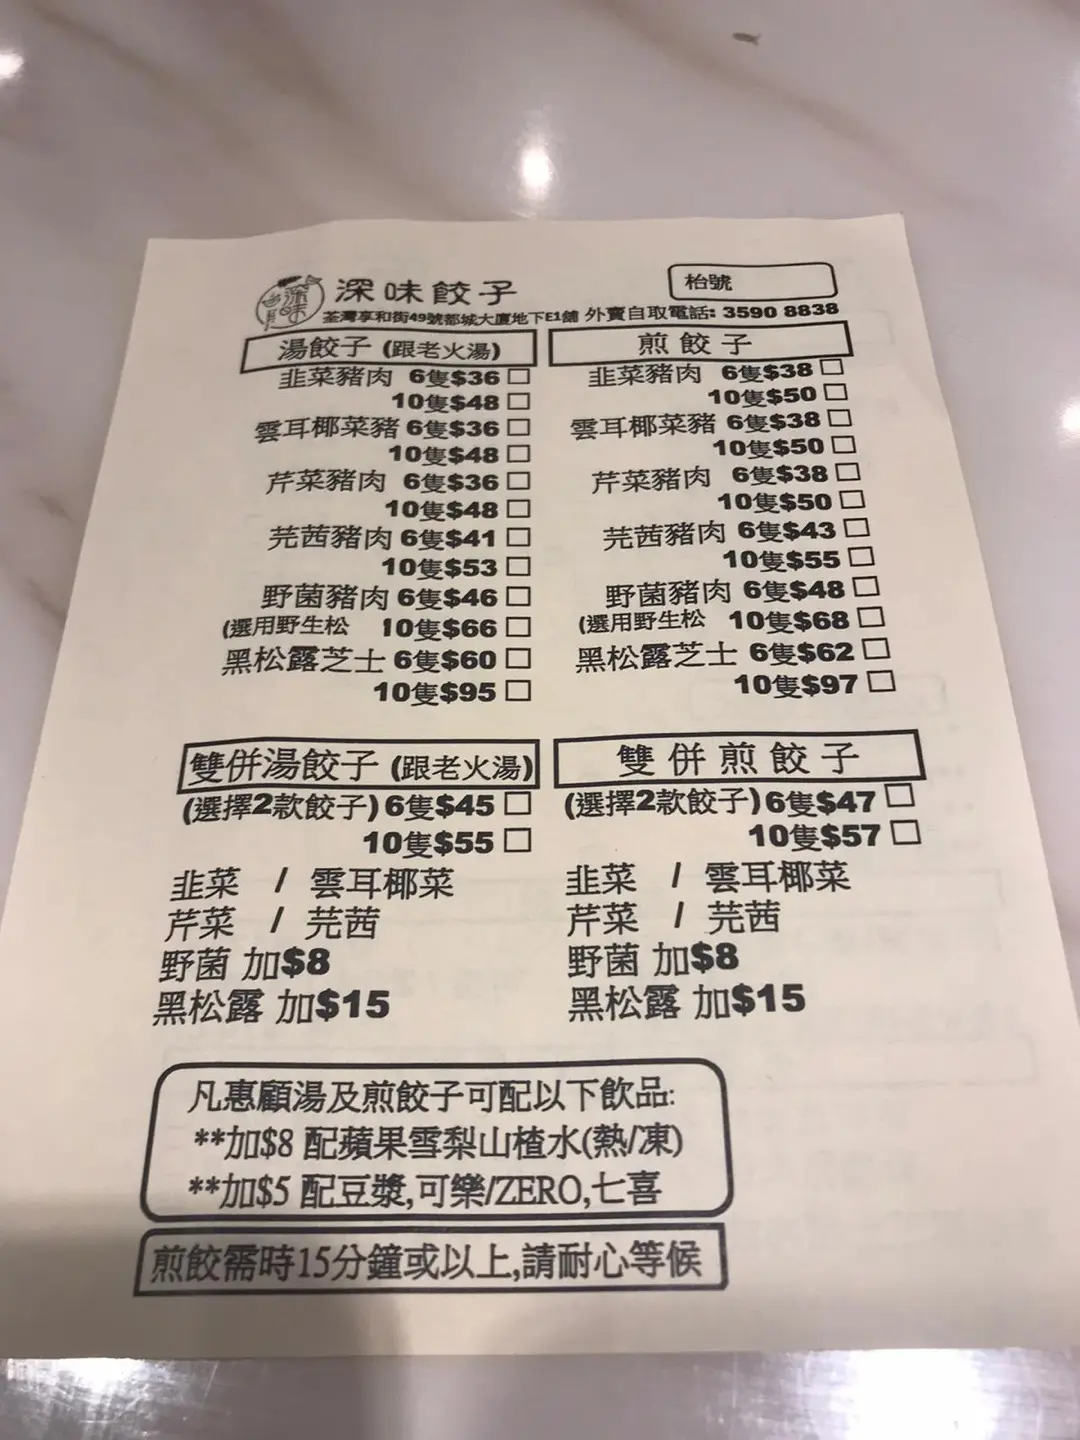 深味餃子
枱號
荃灣享和街49號都城大廈地下E1舖 外賣自取電話: 3590 8838
湯餃子 (跟老火湯)
韭菜豬肉 6隻$36 □
10隻$48 □
雲耳椰菜豬 6隻$36 □
10隻$48 □
芹菜豬肉 6隻$36 □
10隻$48 □
芫茜豬肉 6隻$41 □
10隻$53 □
野菌豬肉 6隻$46 □
(選用野生松 10隻$66 □
黑松露芝士 6隻$60 □
10隻$95 □
煎餃子
韭菜豬肉 6隻$38 □
10隻$50 □
雲耳椰菜豬 6隻$38 □
10隻$50 □
芹菜豬肉 6隻$38 □
10隻$50 □
芫茜豬肉 6隻$43 □
10隻$55 □
野菌豬肉 6隻$48 □
(選用野生松 10隻$68 □
黑松露芝士 6隻$62 □
10隻$97 □
雙併湯餃子 (跟老火湯)
(選擇2款餃子) 6隻$45 □
10隻$55 □
韭菜 / 雲耳椰菜
芹菜 / 芫茜
野菌 加$8
黑松露 加$15
雙併煎餃子
(選擇2款餃子) 6隻$47 □
10隻$57 □
韭菜 / 雲耳椰菜
芹菜 / 芫茜
野菌 加$8
黑松露 加$15
凡惠顧湯及煎餃子可配以下飲品:
**加$8 配蘋果雪梨山楂水(熱/凍)
**加$5 配豆漿,可樂/ZERO,七喜
煎餃需時15分鐘或以上,請耐心等候